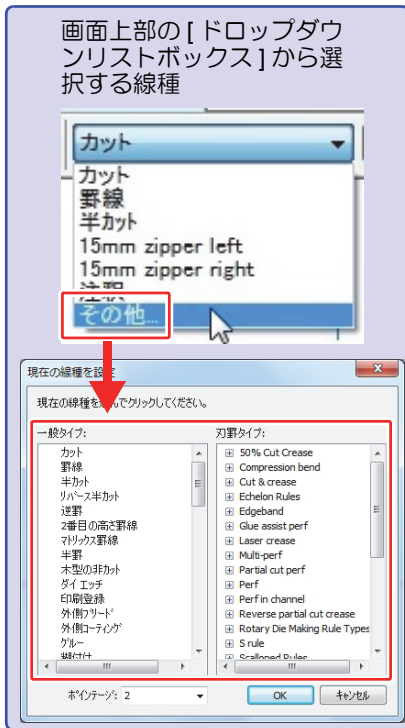 画面上部の [ ドロップダウ
ンリストボックス ] から選
択する線種
カット
カット
罫線
半カット
15mm zipper left
15mm zipper right
注釈
その他...
現在の線種を設定
現在の線種を選んでクリックしてください。
一般タイプ:
カット
罫線
半カット
リバース半カット
逆罫
2番目の高さ罫線
マトリックス罫線
半罫
木型の非カット
ダイ エッチ
印刷登録
外側ブリード
外側コーティング
グルー
糊付け
刃罫タイプ:
50% Cut Crease
Compression bend
Cut & crease
Echelon Rules
Edgeband
Glue assist perf
Laser crease
Multi-perf
Partial cut perf
Perf
Perf in channel
Reverse partial cut crease
Rotary Die Making Rule Types
S rule
Scalloped Rules
ポインテージ: 2
OK
キャンセル